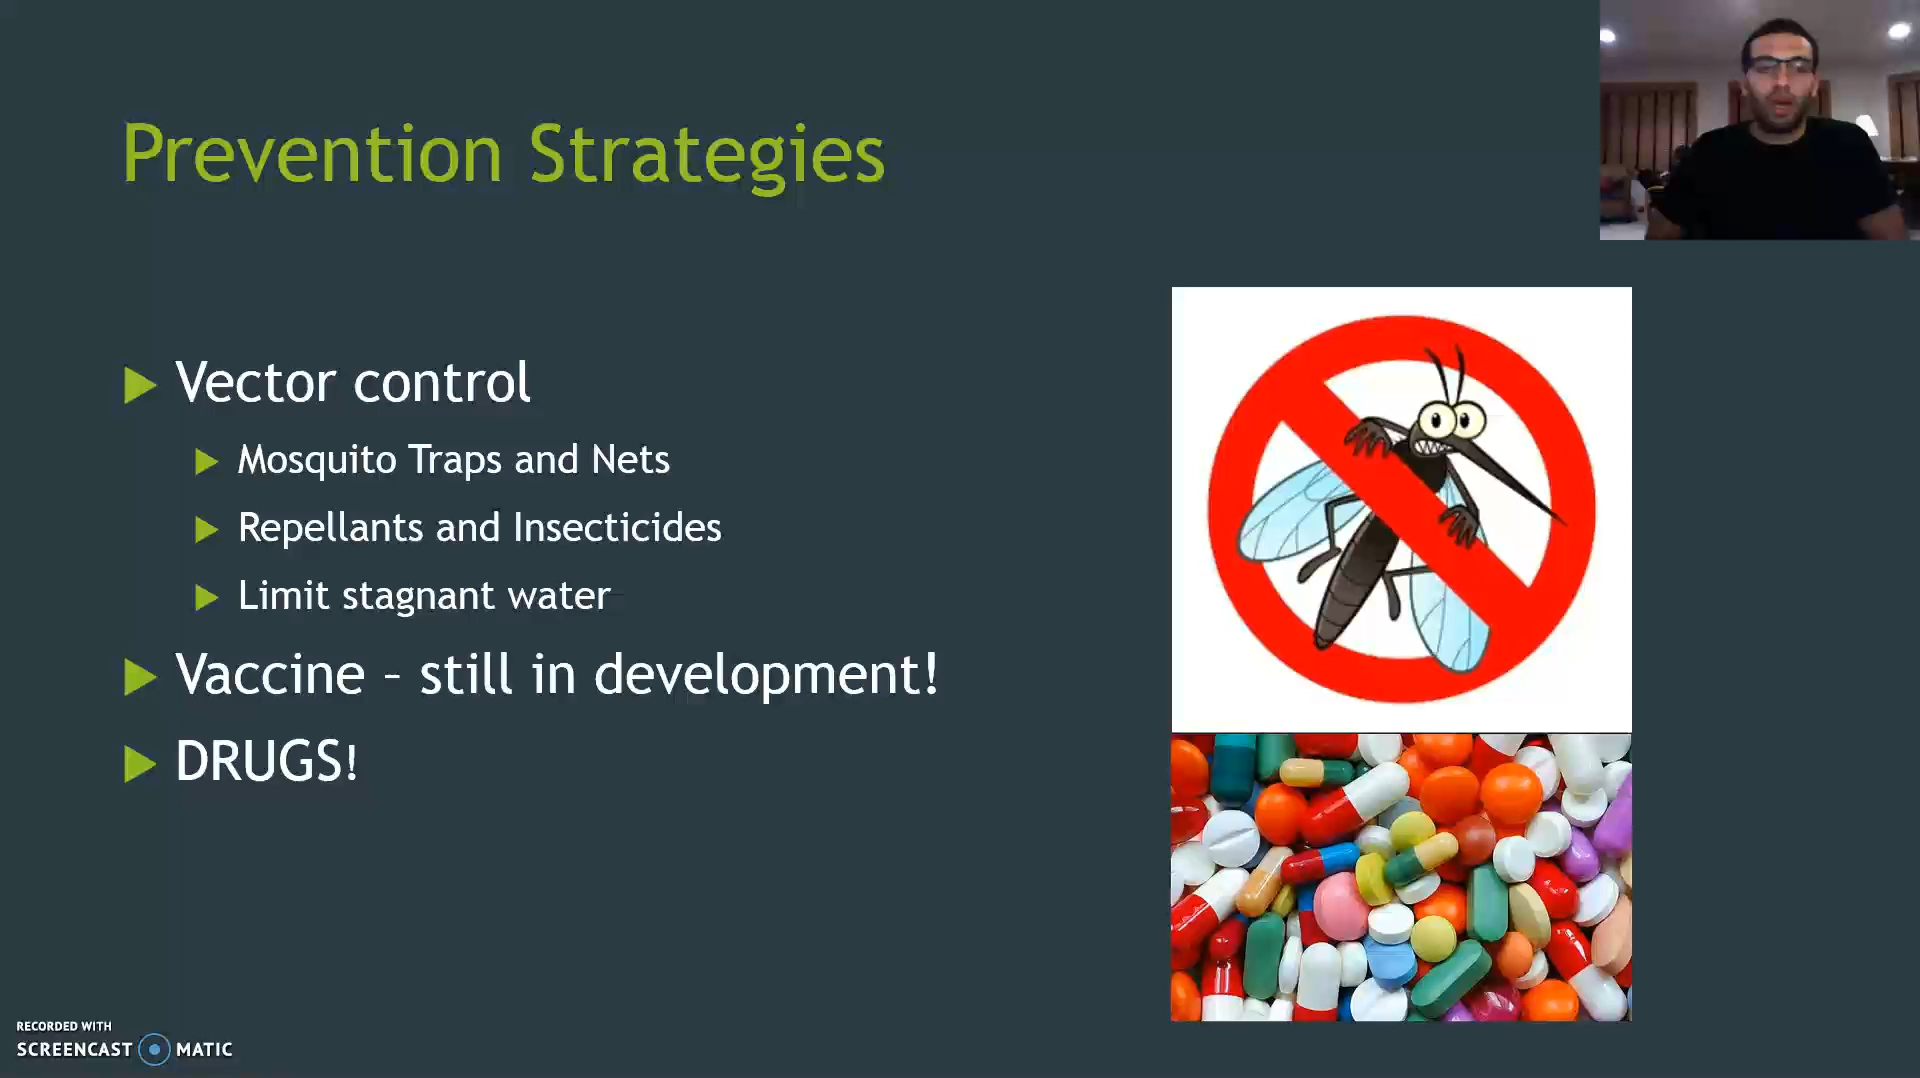 Prevention Strategies
Vector control
Mosquito Traps and Nets
Repellants and Insecticides
Limit stagnant water
Vaccine – still in development!
DRUGS!
RECORDED WITH
SCREENCAST MATIC